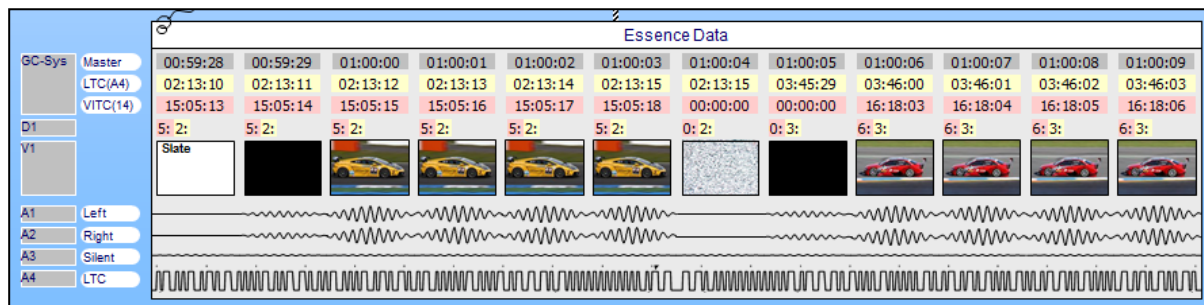 Essence Data
GC-Sys Master 00:59:28 00:59:29 01:00:00 01:00:01 01:00:02 01:00:03 01:00:04 01:00:05 01:00:06 01:00:07 01:00:08 01:00:09
LTC(A4) 02:13:10 02:13:11 02:13:12 02:13:13 02:13:14 02:13:15 02:13:15 03:45:29 03:46:00 03:46:01 03:46:02 03:46:03
VITC(14) 15:05:13 15:05:14 15:05:15 15:05:16 15:05:17 15:05:18 00:00:00 00:00:00 16:18:03 16:18:04 16:18:05 16:18:06
D1 5: 2: 5: 2: 5: 2: 5: 2: 5: 2: 5: 2: 0: 2: 0: 3: 6: 3: 6: 3: 6: 3: 6: 3:
V1 Slate
A1 Left
A2 Right
A3 Silent
A4 LTC